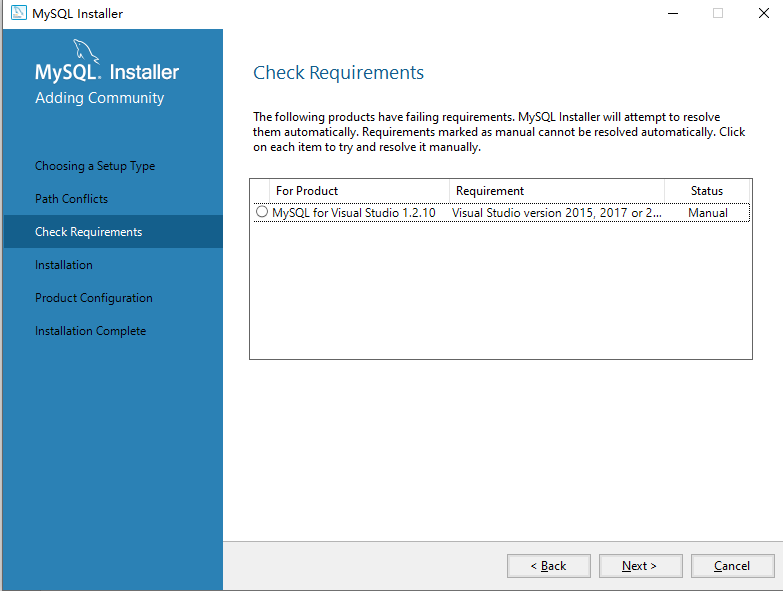 MySQL Installer
MySQL. Installer
Adding Community
Choosing a Setup Type
Path Conflicts
Check Requirements
Installation
Product Configuration
Installation Complete
Check Requirements
The following products have failing requirements. MySQL Installer will attempt to resolve
them automatically. Requirements marked as manual cannot be resolved automatically. Click
on each item to try and resolve it manually.
For Product Requirement Status
MySQL for Visual Studio 1.2.10 Visual Studio version 2015, 2017 or 2... Manual
< Back Next > Cancel